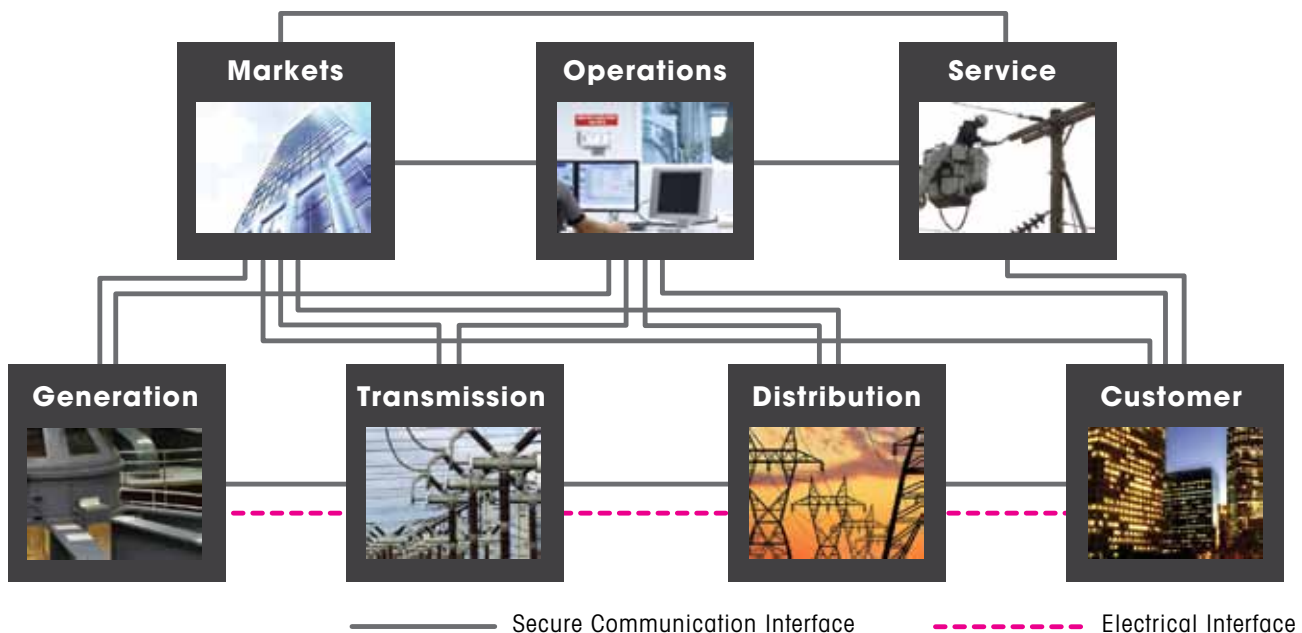 Markets
Operations
Service
Generation
Transmission
Distribution
Customer
Secure Communication Interface
Electrical Interface